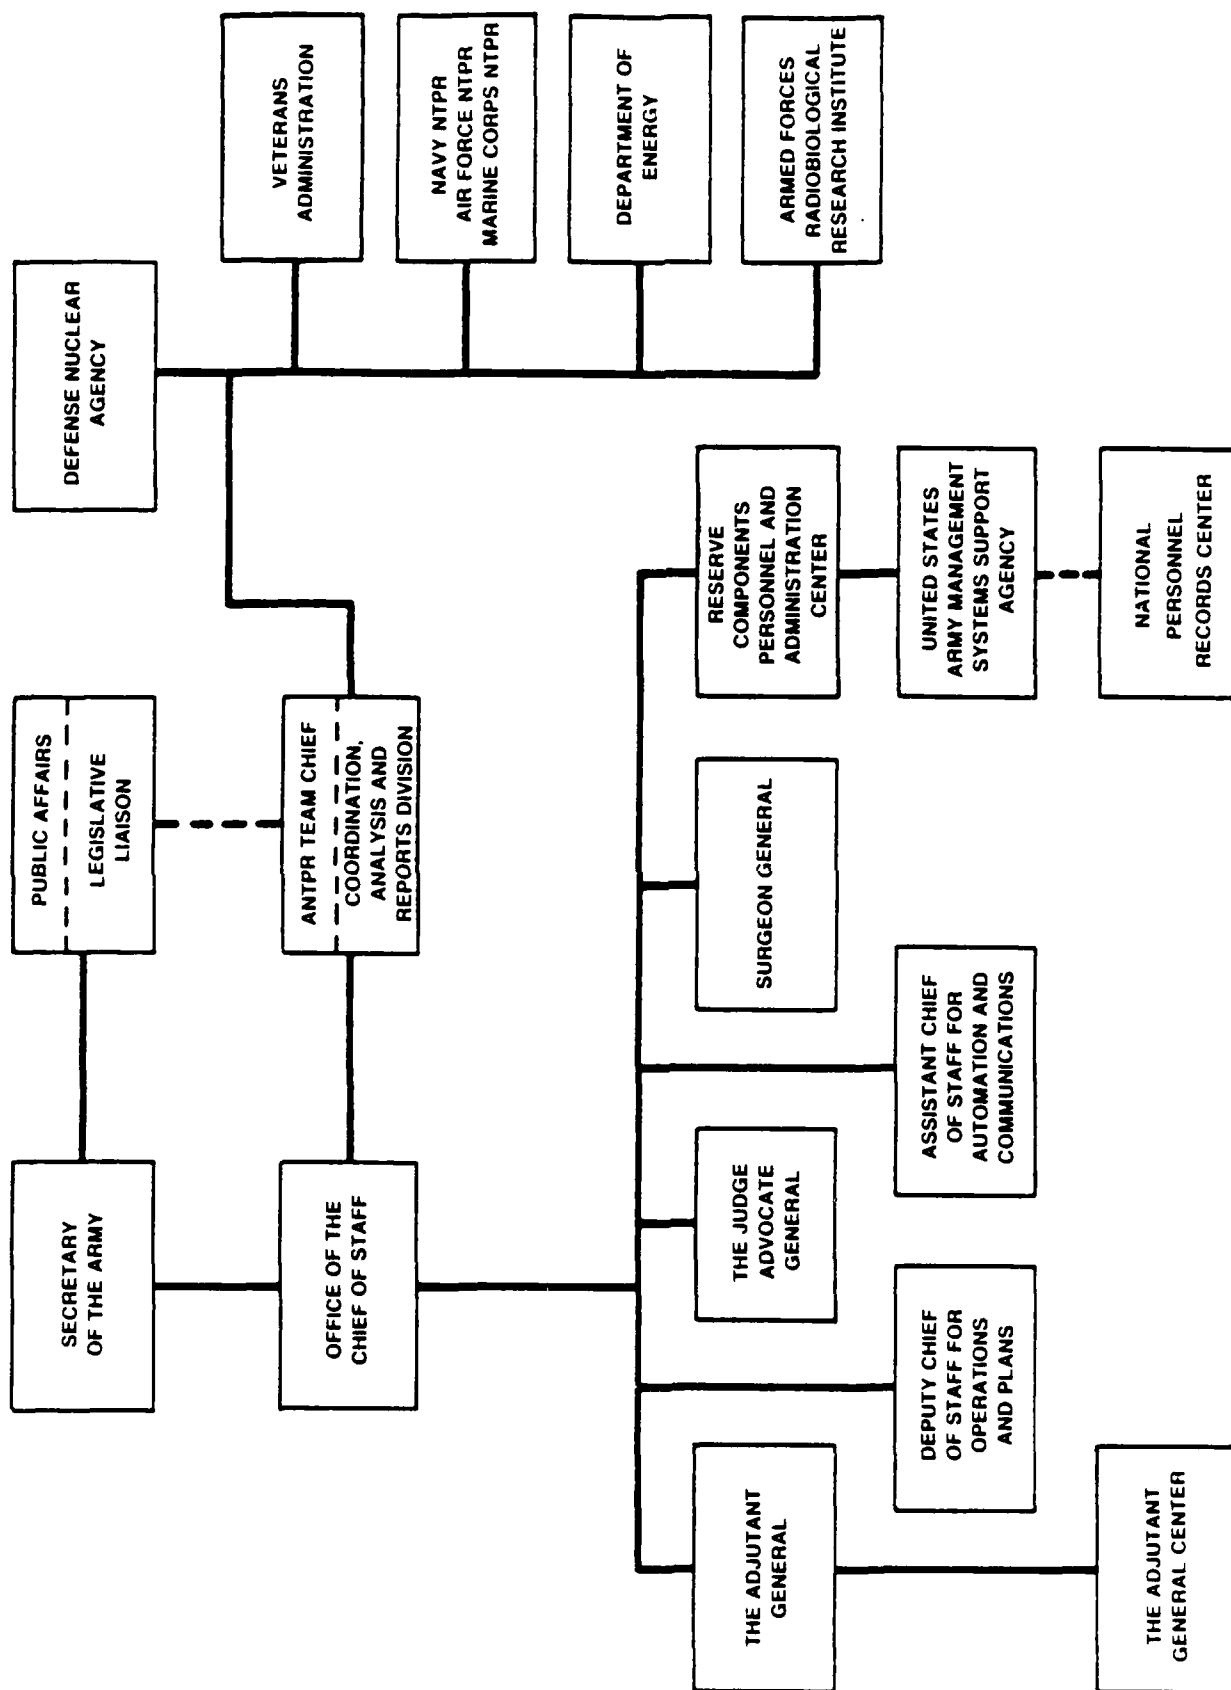 SECRETARY
OF THE ARMY
PUBLIC AFFAIRS
LEGISLATIVE
LIAISON
DEFENSE NUCLEAR
AGENCY
OFFICE OF THE
CHIEF OF STAFF
ANTPR TEAM CHIEF
COORDINATION,
ANALYSIS AND
REPORTS DIVISION
VETERANS
ADMINISTRATION
NAVY NTPR
AIR FORCE NTPR
MARINE CORPS NTPR
DEPARTMENT OF
ENERGY
ARMED FORCES
RADIOBIOLOGICAL
RESEARCH INSTITUTE
THE ADJUTANT
GENERAL
THE JUDGE
ADVOCATE
GENERAL
SURGEON GENERAL
RESERVE
COMPONENTS
PERSONNEL AND
ADMINISTRATION
CENTER
DEPUTY CHIEF
OF STAFF FOR
OPERATIONS
AND PLANS
ASSISTANT CHIEF
OF STAFF FOR
AUTOMATION AND
COMMUNICATIONS
UNITED STATES
ARMY MANAGEMENT
SYSTEMS SUPPORT
AGENCY
THE ADJUTANT
GENERAL CENTER
NATIONAL
PERSONNEL
RECORDS CENTER